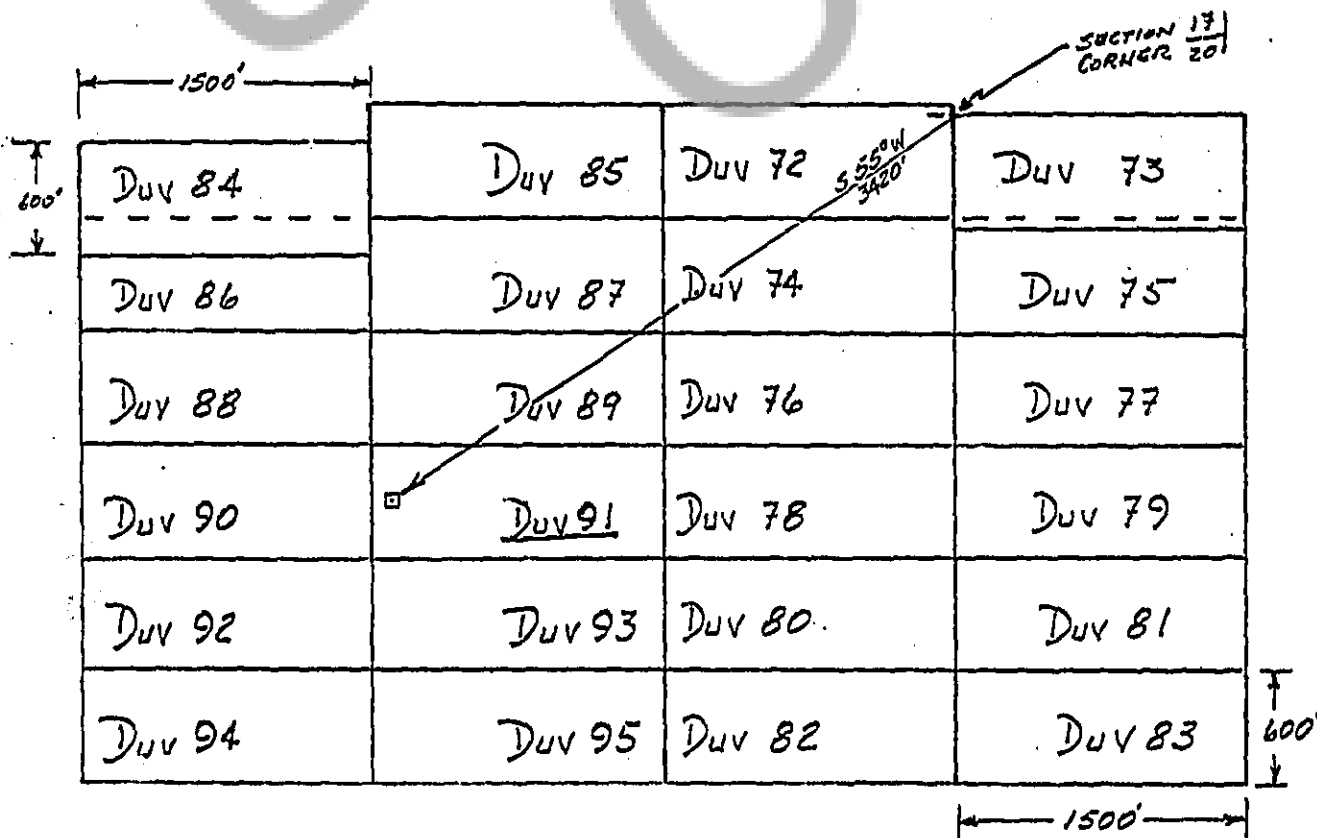 SECTION 17
CORNER 20
1500'
600'
Duv 84
Duv 85
Duv 72
S 55° W
3420'
Duv 73
Duv 86
Duv 87
Duv 74
Duv 75
Duv 88
Duv 89
Duv 76
Duv 77
Duv 90
Duv 91
Duv 78
Duv 79
Duv 92
Duv 93
Duv 80
Duv 81
Duv 94
Duv 95
Duv 82
Duv 83
600'
1500'